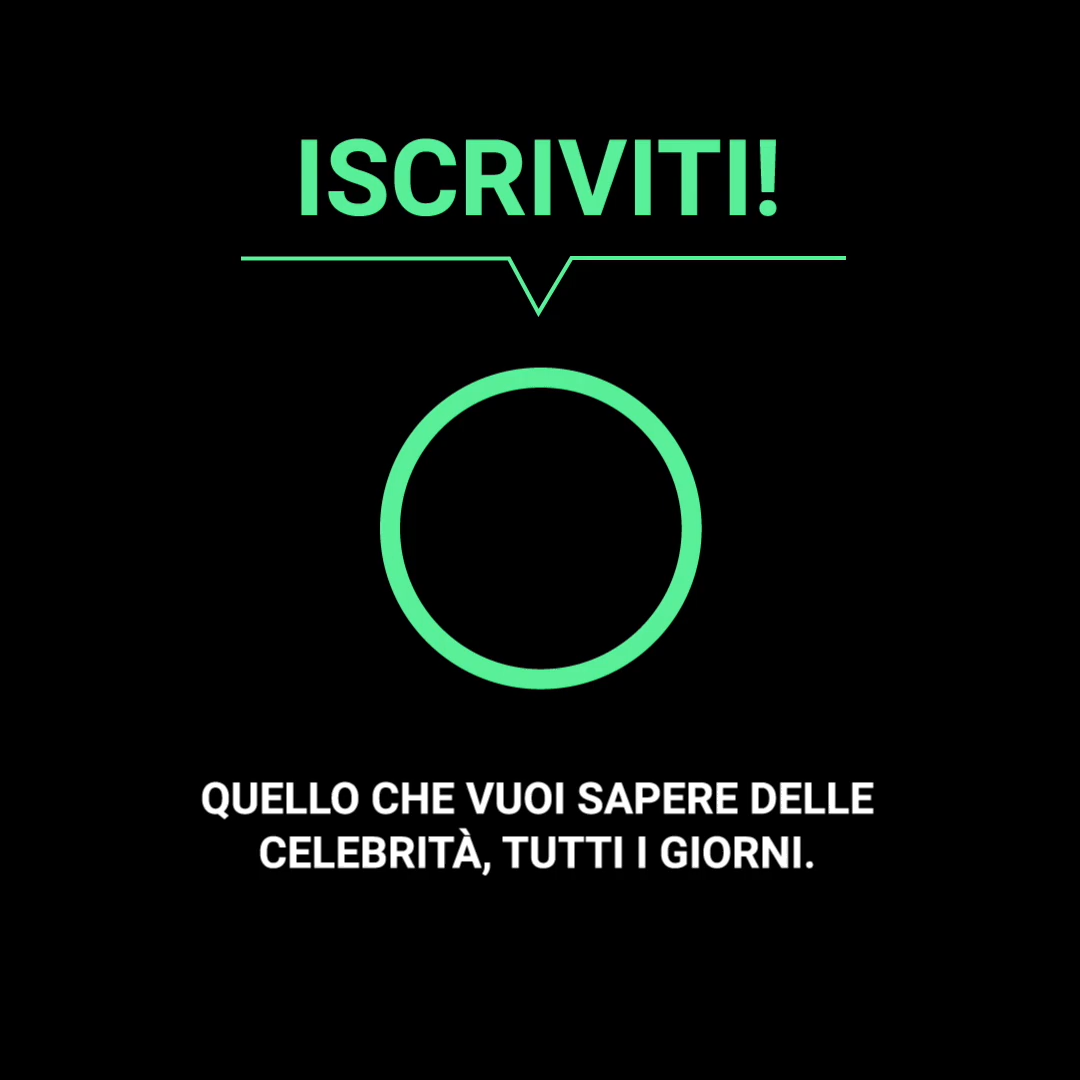 ISCRIVITI!
QUELLO CHE VUOI SAPERE DELLE
CELEBRITÀ, TUTTI I GIORNI.